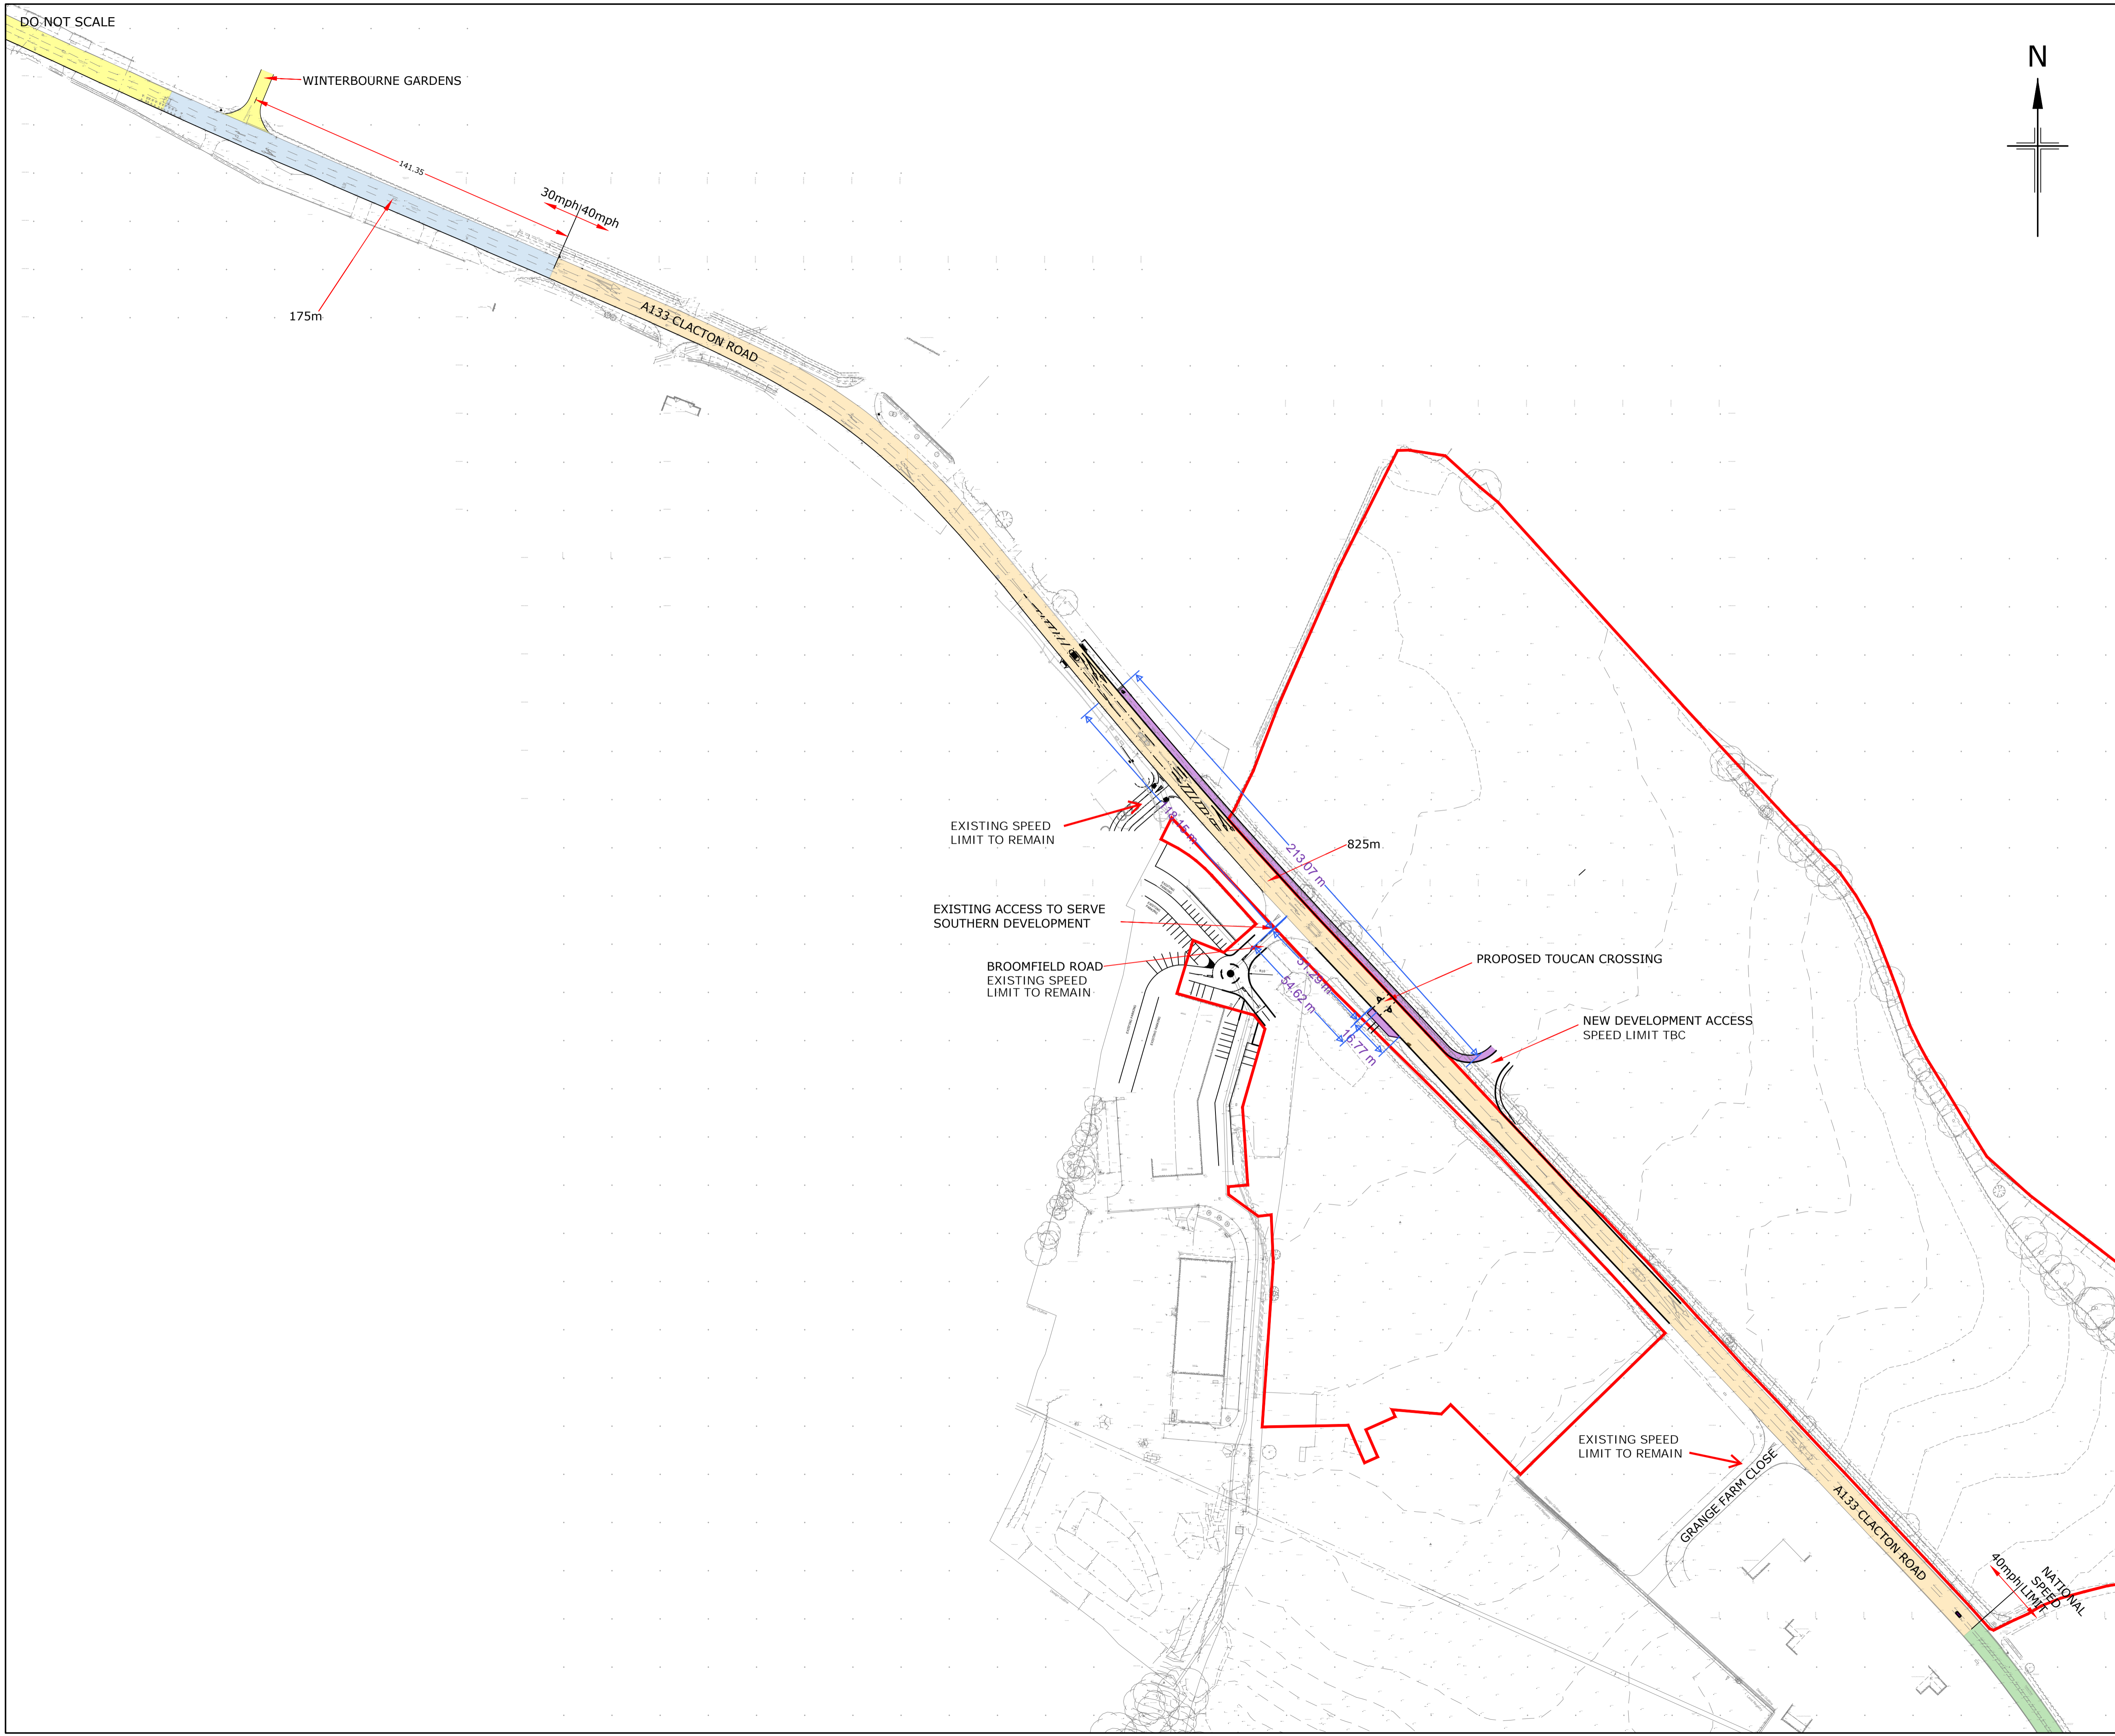 DO NOT SCALE
N
WINTERBOURNE GARDENS
141.35
30mph 40mph
175m
A133 CLACTON ROAD
EXISTING SPEED
LIMIT TO REMAIN
213.07 m
825m
EXISTING ACCESS TO SERVE
SOUTHERN DEVELOPMENT
BROOMFIELD ROAD
EXISTING SPEED
LIMIT TO REMAIN
51.29 m
54.62 m
16.77 m
PROPOSED TOUCAN CROSSING
NEW DEVELOPMENT ACCESS
SPEED LIMIT TBC
EXISTING SPEED
LIMIT TO REMAIN
GRANGE FARM CLOSE
A133 CLACTON ROAD
40mph
NATIONAL
SPEED
LIMIT